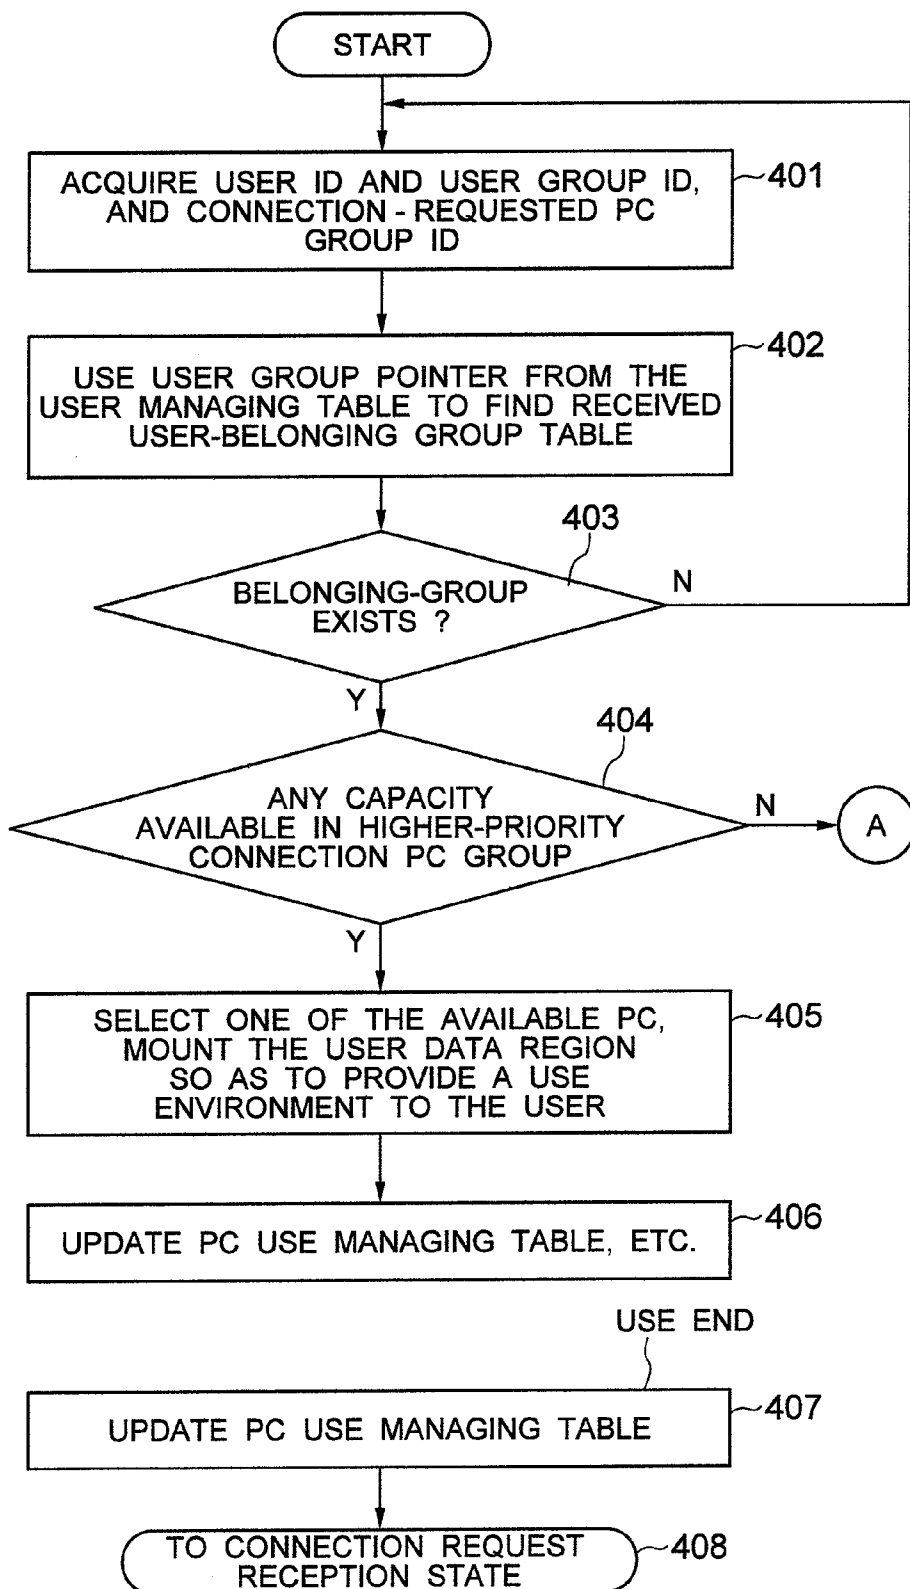 START
ACQUIRE USER ID AND USER GROUP ID,
AND CONNECTION-REQUESTED PC
GROUP ID
401
USE USER GROUP POINTER FROM THE
USER MANAGING TABLE TO FIND RECEIVED
USER-BELONGING GROUP TABLE
402
403
BELONGING-GROUP
EXISTS ?
N
Y
404
ANY CAPACITY
AVAILABLE IN HIGHER-PRIORITY
CONNECTION PC GROUP
N
A
Y
SELECT ONE OF THE AVAILABLE PC,
MOUNT THE USER DATA REGION
SO AS TO PROVIDE A USE
ENVIRONMENT TO THE USER
405
UPDATE PC USE MANAGING TABLE, ETC.
406
USE END
UPDATE PC USE MANAGING TABLE
407
TO CONNECTION REQUEST
RECEPTION STATE
408